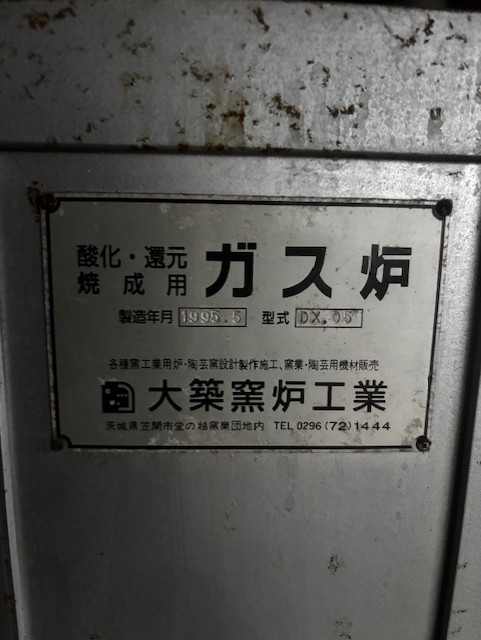 酸化・還元
焼成用 ガス炉
製造年月 1995.5 型式 DX.05
各種窯工業用炉・陶芸窯設計製作施工、窯業・陶芸用機材販売
大築窯炉工業
茨城県笠間市堂の越窯業団地内 TEL 0296(72)1444